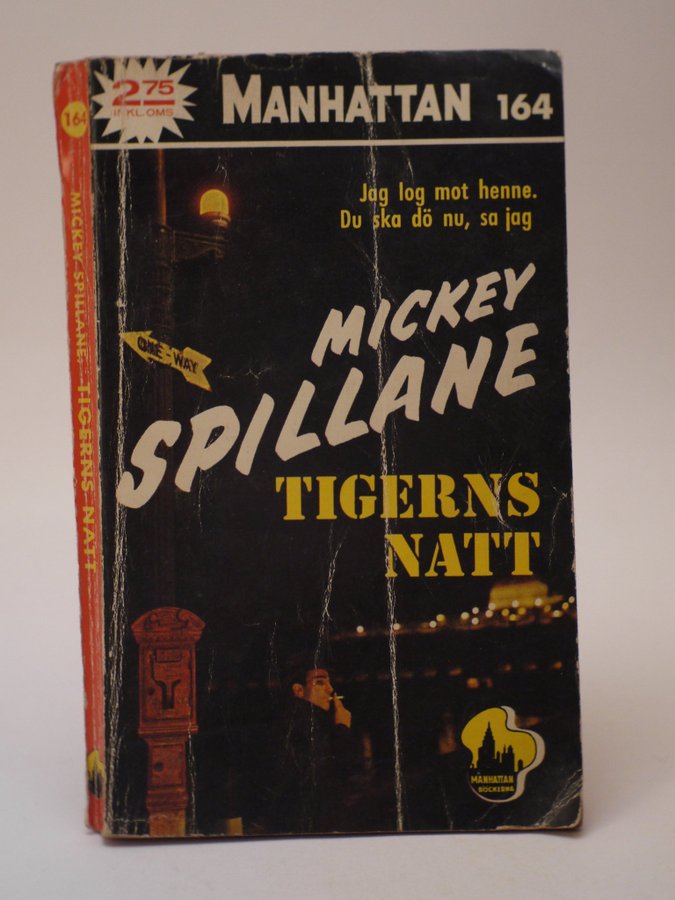 2 75
INKL. OMS
MANHATTAN 164
Jag log mot henne.
Du ska dö nu, sa jag
ONE-WAY
MICKEY
SPILLANE
TIGERNS
NATT
MANHATTAN
BÖCKERNA
164
MICKEY SPILLANE: TIGERNS NATT